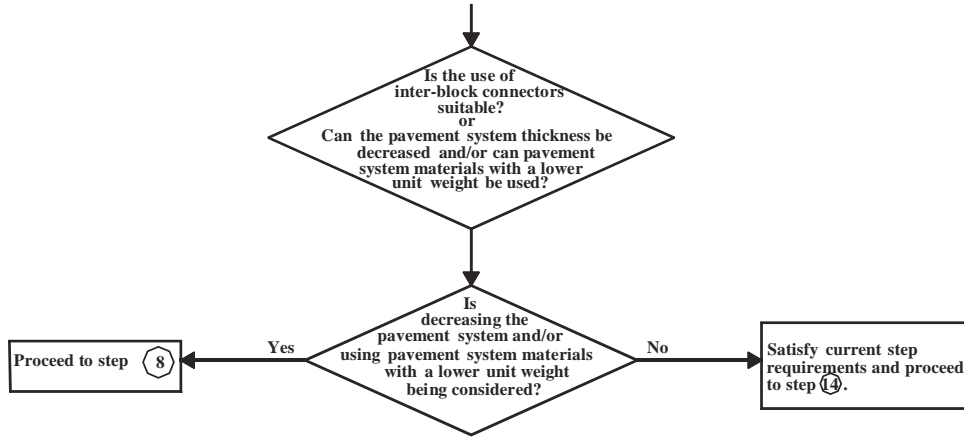 Is the use of
inter-block connectors
suitable?
or
Can the pavement system thickness be
decreased and/or can pavement
system materials with a lower
unit weight be used?
Is
decreasing the
pavement system and/or
using pavement system materials
with a lower unit weight
being considered?
Yes
No
Proceed to step 8
Satisfy current step
requirements and proceed
to step 14.